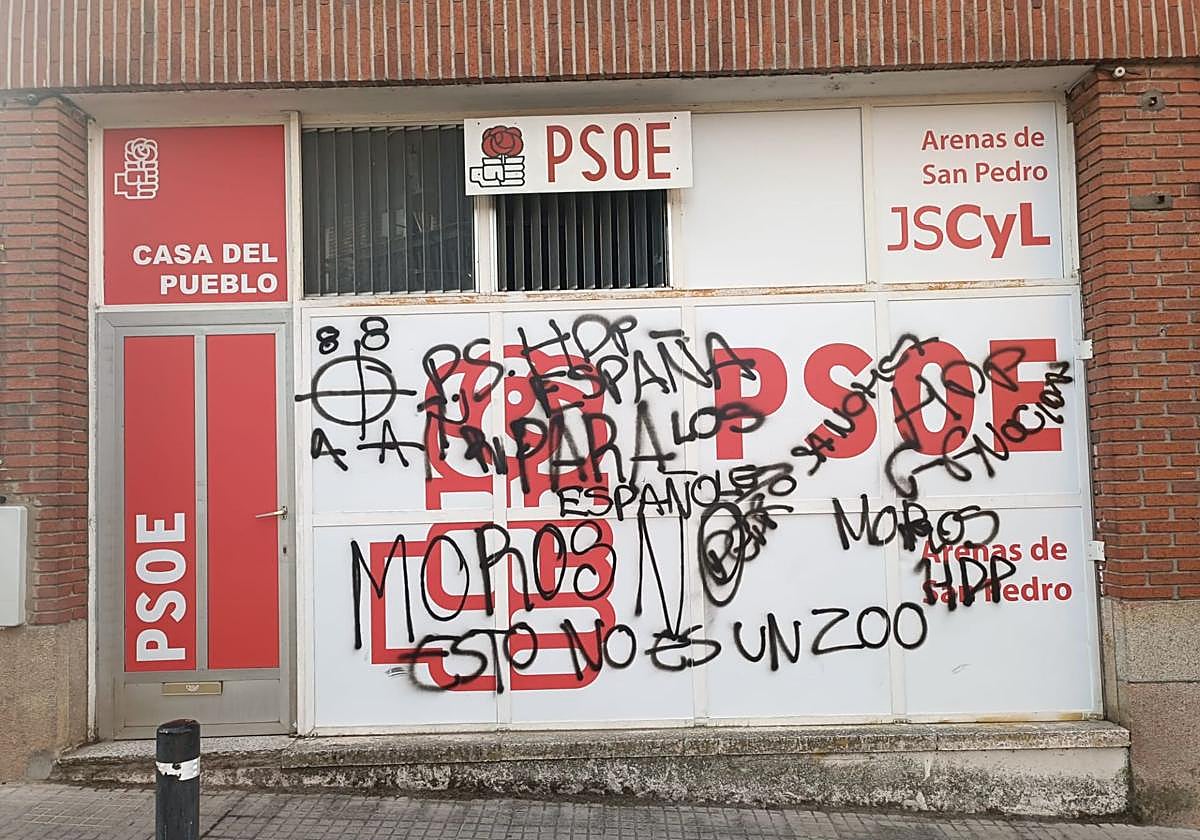 PSOE
Arenas de
San Pedro
JSCyL
CASA DEL
PUEBLO
88
PS. HDP
ESPAÑA
PARA LOS
ESPAÑOLES
PSOE
HDP
MOROS NO
MOROS
HDP
ESTO NO ES UN ZOO
Arenas de
San Pedro
PSOE